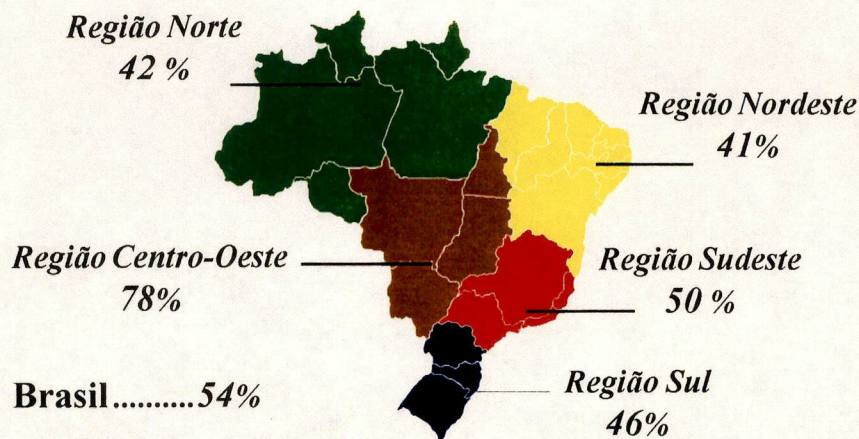 Região Norte
42 %
Região Nordeste
41%
Região Centro-Oeste
78%
Região Sudeste
50 %
Brasil..........54%
Região Sul
46%